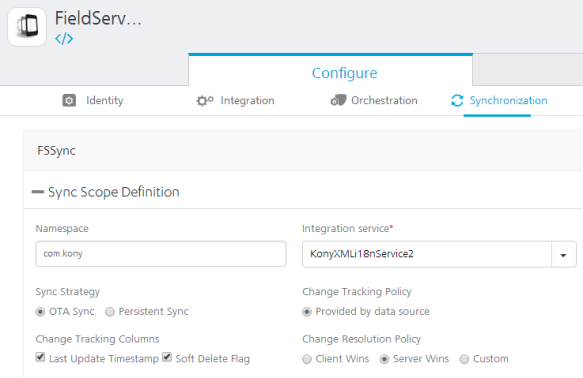 FieldServ...
</>
Configure
Identity
Integration
Orchestration
Synchronization
FSSync
Sync Scope Definition
Namespace
Integration service*
com.kony
KonyXMLi18nService2
Sync Strategy
Change Tracking Policy
OTA Sync
Persistent Sync
Provided by data source
Change Tracking Columns
Change Resolution Policy
Last Update Timestamp
Soft Delete Flag
Client Wins
Server Wins
Custom